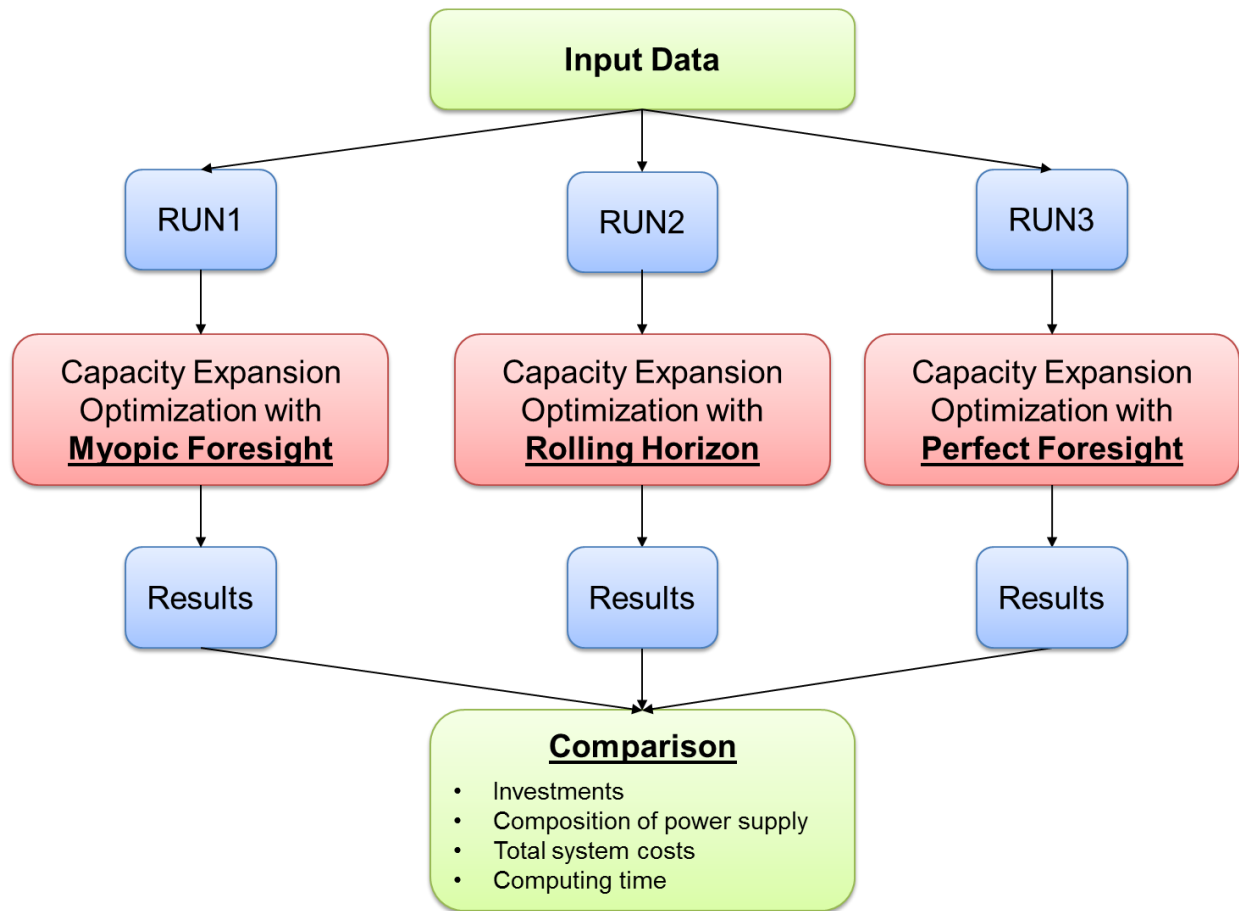 Input Data
RUN1
RUN2
RUN3
Capacity Expansion
Optimization with
Myopic Foresight
Capacity Expansion
Optimization with
Rolling Horizon
Capacity Expansion
Optimization with
Perfect Foresight
Results
Results
Results
Comparison
• Investments
• Composition of power supply
• Total system costs
• Computing time